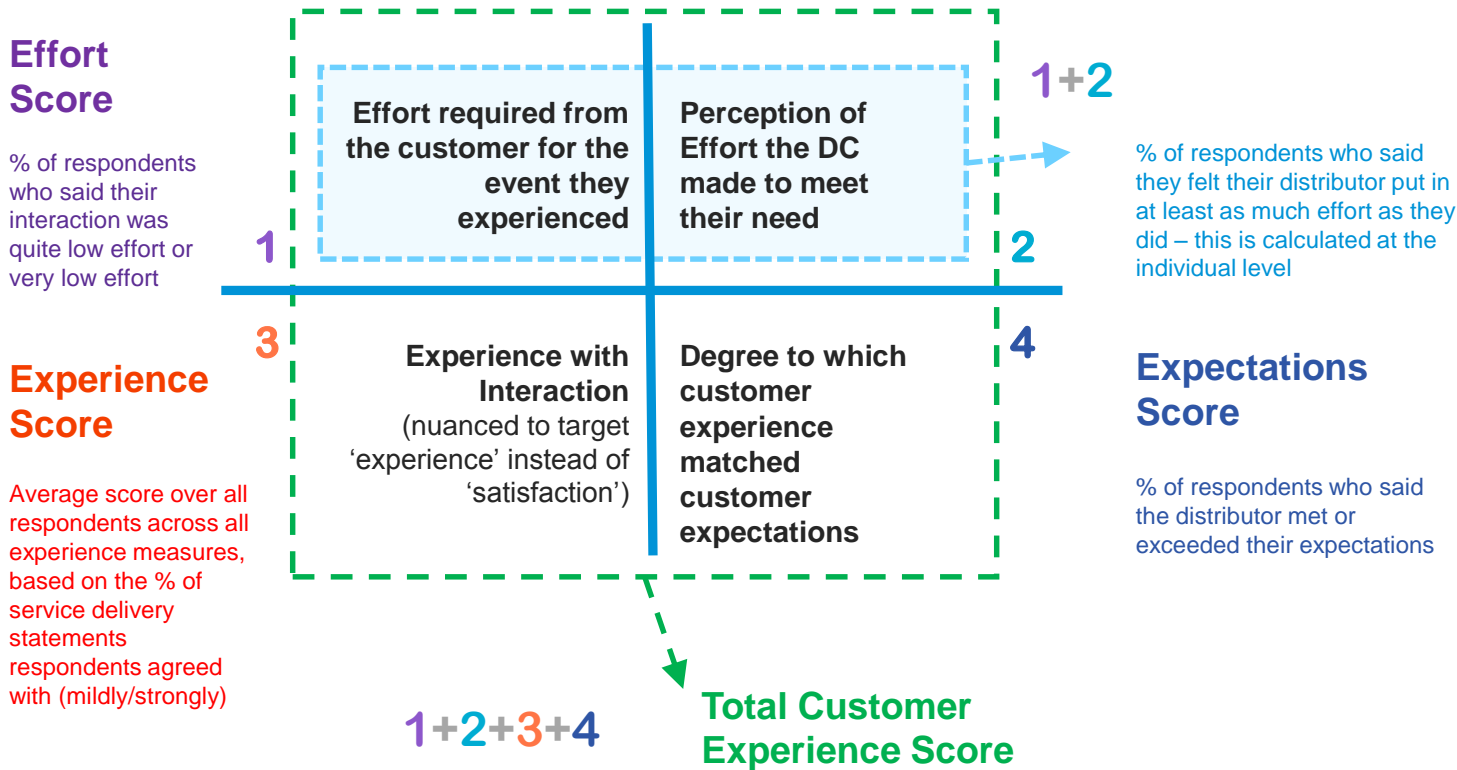 Effort
Score
% of respondents
who said their
interaction was
quite low effort or
very low effort
1
Effort required from
the customer for the
event they
experienced
Perception of
Effort the DC
made to meet
their need
2
1+2
% of respondents who said
they felt their distributor put in
at least as much effort as they
did – this is calculated at the
individual level
3
Experience
Score
Average score over all
respondents across all
experience measures,
based on the % of
service delivery
statements
respondents agreed
with (mildly/strongly)
Experience with
Interaction
(nuanced to target
‘experience’ instead of
‘satisfaction’)
Degree to which
customer
experience
matched
customer
expectations
4
Expectations
Score
% of respondents who said
the distributor met or
exceeded their expectations
1+2+3+4
Total Customer
Experience Score